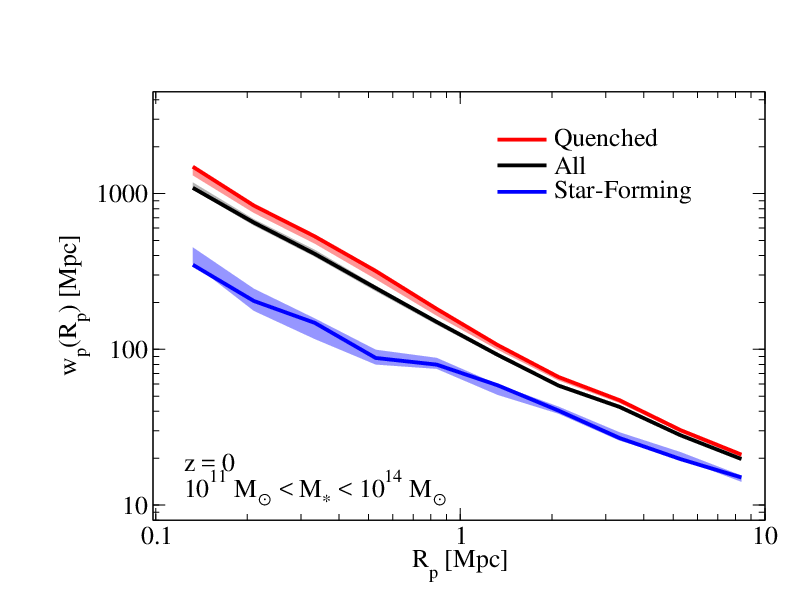 Quenched
All
Star-Forming
1000
100
10
w_p(R_p) [Mpc]
z = 0
10^11 M_☉ < M_* < 10^14 M_☉
0.1 1 10
R_p [Mpc]